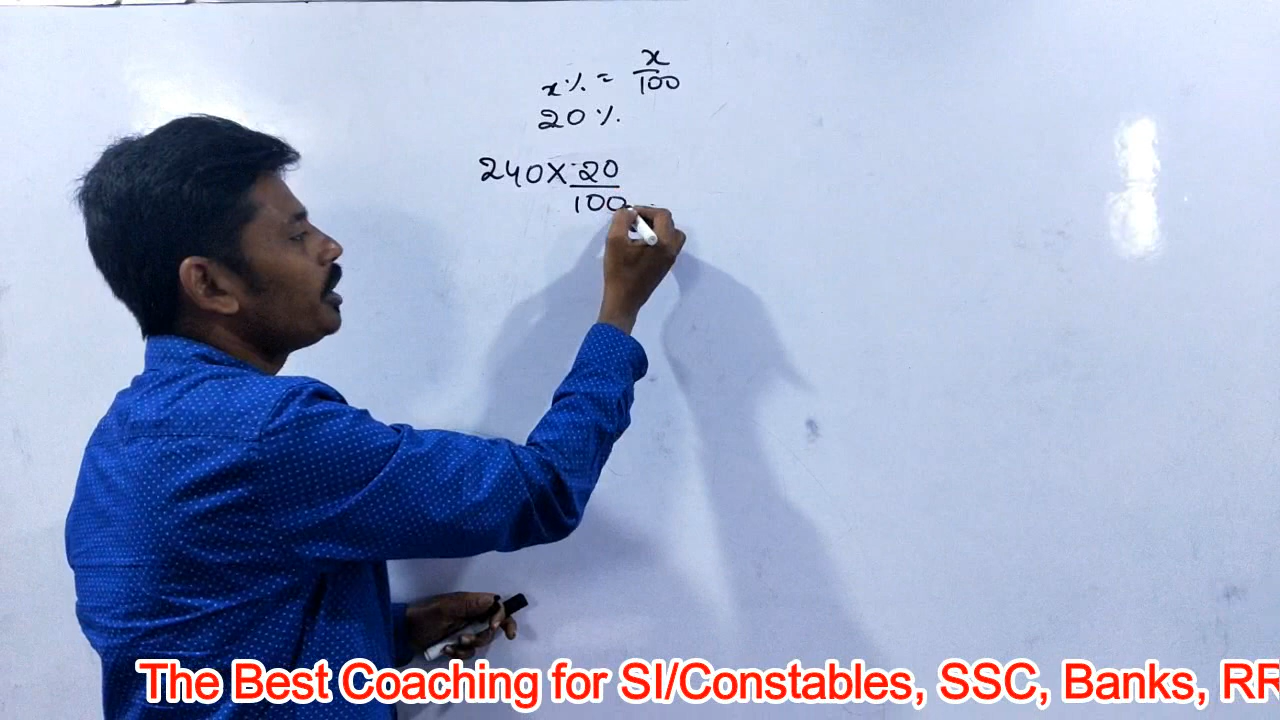 x% = x/100
20%
240 X 20/100
The Best Coaching for SI/Constables, SSC, Banks, RR